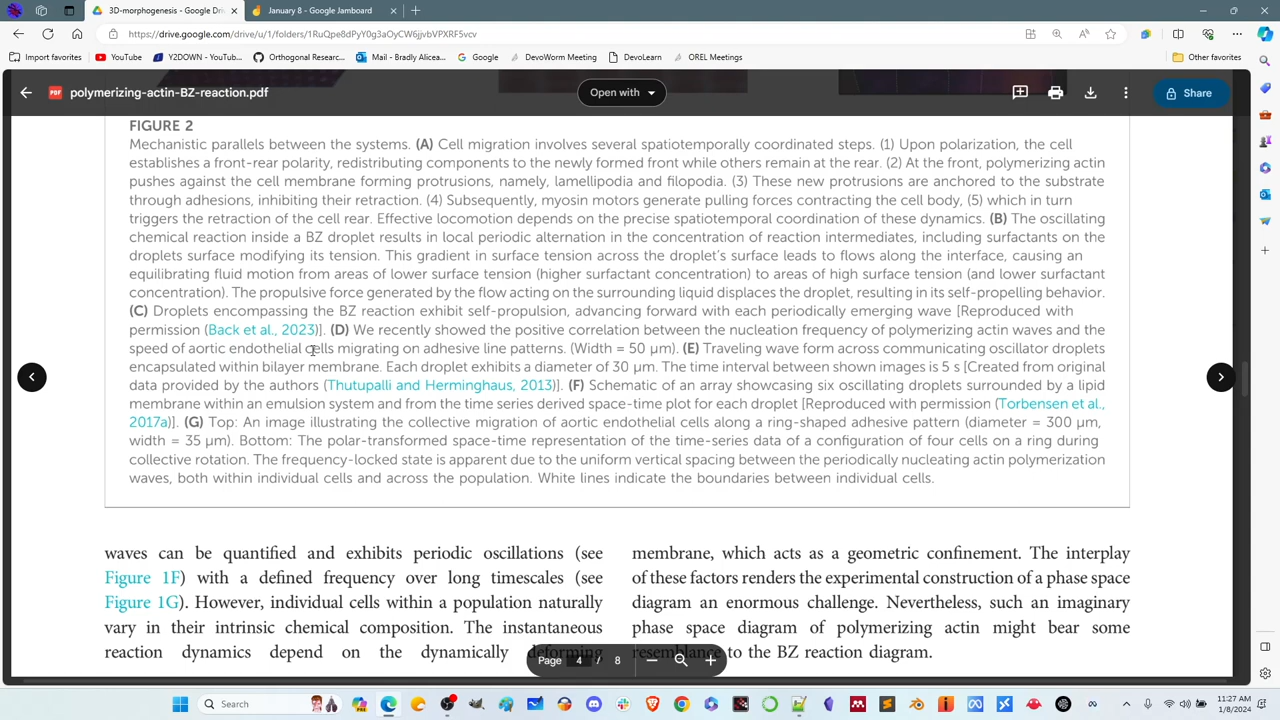 3D-morphogenesis - Google Driv
January 8 - Google Jamboard
https://drive.google.com/drive/u/1/folders/1RuQpe8dPyY0g3aOyCW6jjvbVPXRF5vcv
Import favorites
YouTube
Y2DOWN - YouTub...
Orthogonal Researc...
Mail - Bradly Alicea...
Google
DevoWorm Meeting
DevoLearn
OREL Meetings
Other favorites
polymerizing-actin-BZ-reaction.pdf
Open with
Share
FIGURE 2
Mechanistic parallels between the systems. (A) Cell migration involves several spatiotemporally coordinated steps. (1) Upon polarization, the cell
establishes a front-rear polarity, redistributing components to the newly formed front while others remain at the rear. (2) At the front, polymerizing actin
pushes against the cell membrane forming protrusions, namely, lamellipodia and filopodia. (3) These new protrusions are anchored to the substrate
through adhesions, inhibiting their retraction. (4) Subsequently, myosin motors generate pulling forces contracting the cell body, (5) which in turn
triggers the retraction of the cell rear. Effective locomotion depends on the precise spatiotemporal coordination of these dynamics. (B) The oscillating
chemical reaction inside a BZ droplet results in local periodic alternation in the concentration of reaction intermediates, including surfactants on the
droplets surface modifying its tension. This gradient in surface tension across the droplet's surface leads to flows along the interface, causing an
equilibrating fluid motion from areas of lower surface tension (higher surfactant concentration) to areas of high surface tension (and lower surfactant
concentration). The propulsive force generated by the flow acting on the surrounding liquid displaces the droplet, resulting in its self-propelling behavior.
(C) Droplets encompassing the BZ reaction exhibit self-propulsion, advancing forward with each periodically emerging wave [Reproduced with
permission (Back et al., 2023)]. (D) We recently showed the positive correlation between the nucleation frequency of polymerizing actin waves and the
speed of aortic endothelial cells migrating on adhesive line patterns. (Width = 50 μm). (E) Traveling wave form across communicating oscillator droplets
encapsulated within bilayer membrane. Each droplet exhibits a diameter of 30 μm. The time interval between shown images is 5 s [Created from original
data provided by the authors (Thutupalli and Herminghaus, 2013)]. (F) Schematic of an array showcasing six oscillating droplets surrounded by a lipid
membrane within an emulsion system and from the time series derived space-time plot for each droplet [Reproduced with permission (Torbensen et al.,
2017a)]. (G) Top: An image illustrating the collective migration of aortic endothelial cells along a ring-shaped adhesive pattern (diameter = 300 μm,
width = 35 μm). Bottom: The polar-transformed space-time representation of the time-series data of a configuration of four cells on a ring during
collective rotation. The frequency-locked state is apparent due to the uniform vertical spacing between the periodically nucleating actin polymerization
waves, both within individual cells and across the population. White lines indicate the boundaries between individual cells.
waves can be quantified and exhibits periodic oscillations (see
Figure 1F) with a defined frequency over long timescales (see
Figure 1G). However, individual cells within a population naturally
vary in their intrinsic chemical composition. The instantaneous
reaction dynamics depend on the dynamically deforming
membrane, which acts as a geometric confinement. The interplay
of these factors renders the experimental construction of a phase space
diagram an enormous challenge. Nevertheless, such an imaginary
phase space diagram of polymerizing actin might bear some
resemblance to the BZ reaction diagram.
Page 4 / 8
Search
11:27 AM
1/8/2024